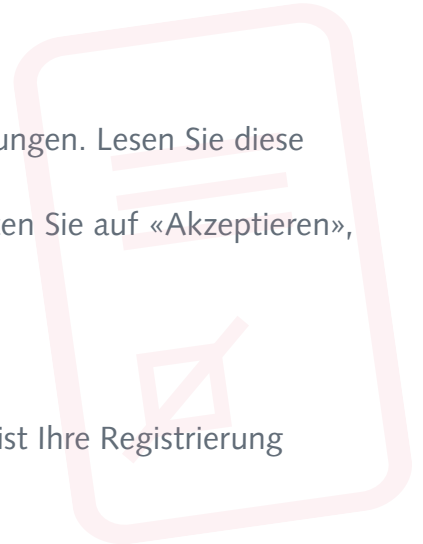 ungen. Lesen Sie diese
en Sie auf «Akzeptieren»,
ist Ihre Registrierung